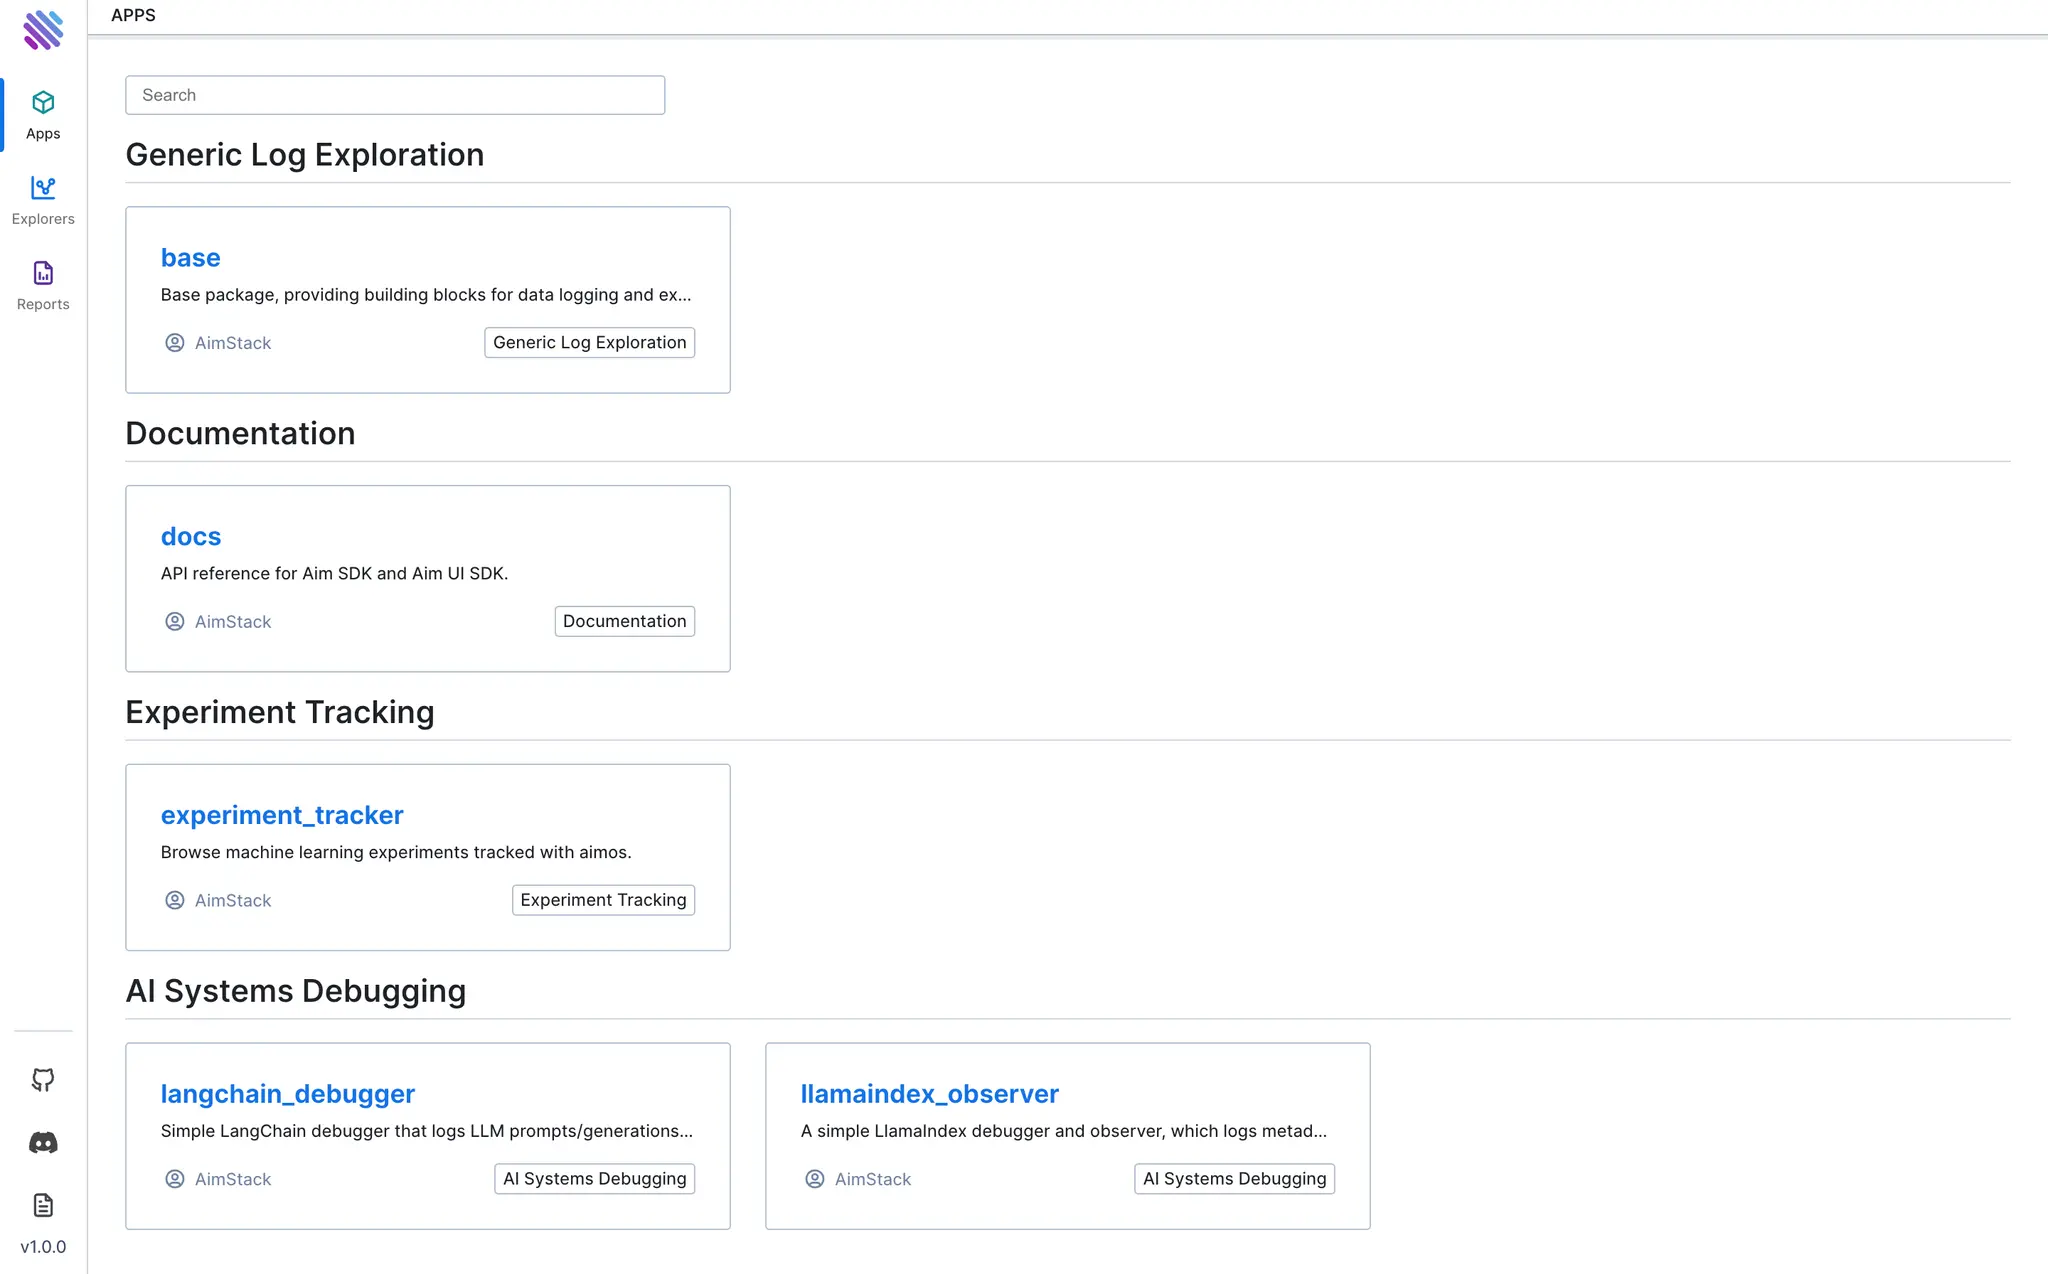 APPS
Apps
Explorers
Reports
v1.0.0
Search
Generic Log Exploration
base
Base package, providing building blocks for data logging and ex...
AimStack
Generic Log Exploration
Documentation
docs
API reference for Aim SDK and Aim UI SDK.
AimStack
Documentation
Experiment Tracking
experiment_tracker
Browse machine learning experiments tracked with aimos.
AimStack
Experiment Tracking
AI Systems Debugging
langchain_debugger
Simple LangChain debugger that logs LLM prompts/generations...
AimStack
AI Systems Debugging
llamaindex_observer
A simple LlamaIndex debugger and observer, which logs metad...
AimStack
AI Systems Debugging